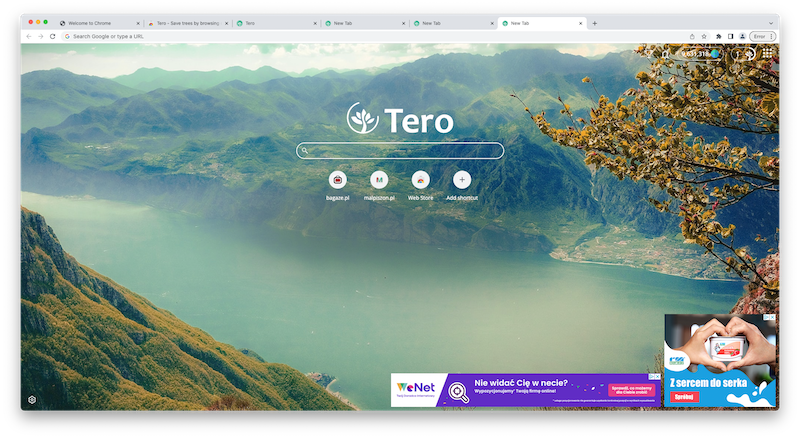 Welcome to Chrome
Tero - Save trees by browsing
Tero
New Tab
New Tab
New Tab
Search Google or type a URL
Error
Tero
bagaze.pl
malpiszon.pl
Web Store
Add shortcut
WeNet
Nie widać Cię w necie?
Wypozycjonujemy* Twoją firmę online!
Sprawdź, co możemy
dla Ciebie zrobić
Z sercem do serka
Spróbuj